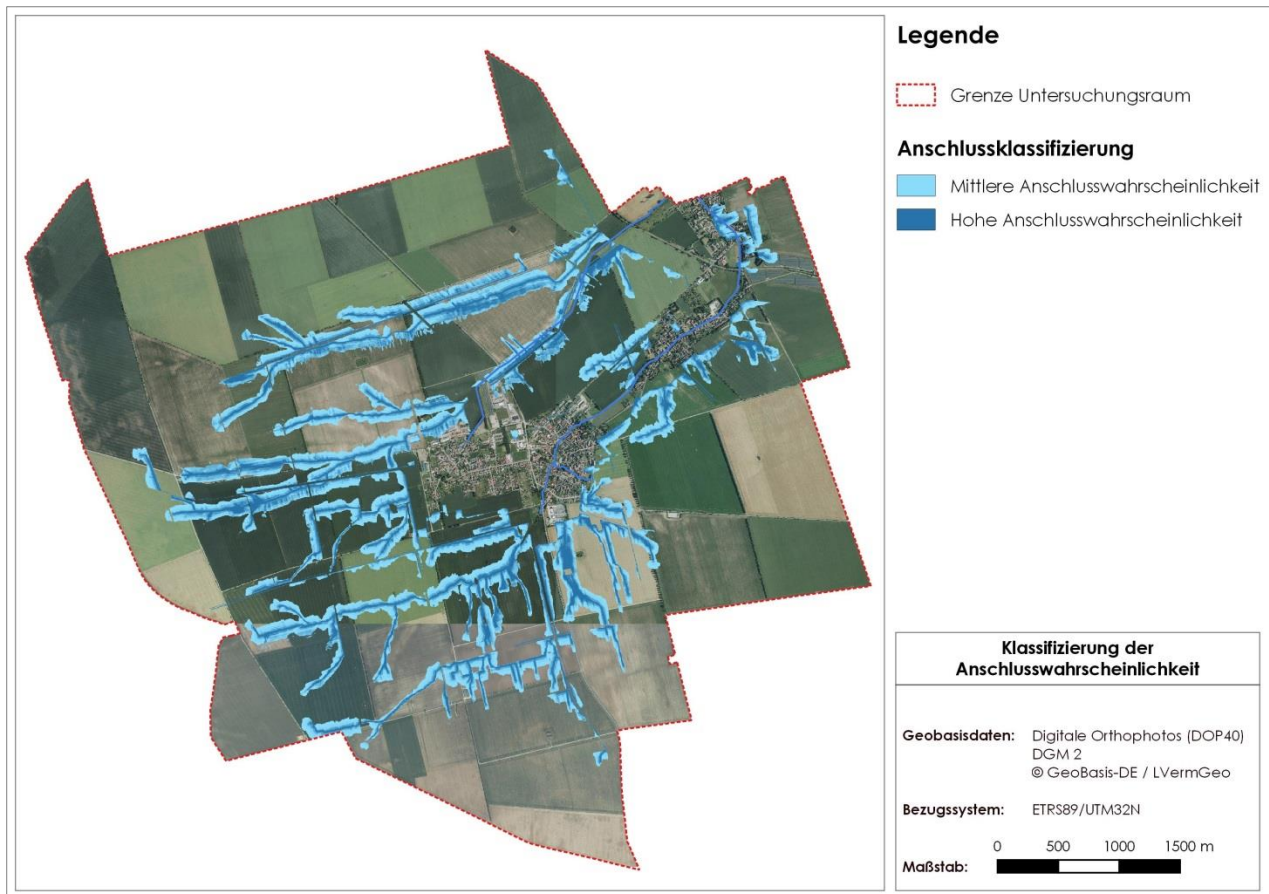 Legende
Grenze Untersuchungsraum
Anschlussklassifizierung
Mittlere Anschlusswahrscheinlichkeit
Hohe Anschlusswahrscheinlichkeit
Klassifizierung der
Anschlusswahrscheinlichkeit
Geobasisdaten: Digitale Orthophotos (DOP40)
DGM 2
© GeoBasis-DE / LVermGeo
Bezugssystem: ETRS89/UTM32N
0 500 1000 1500 m
Maßstab: